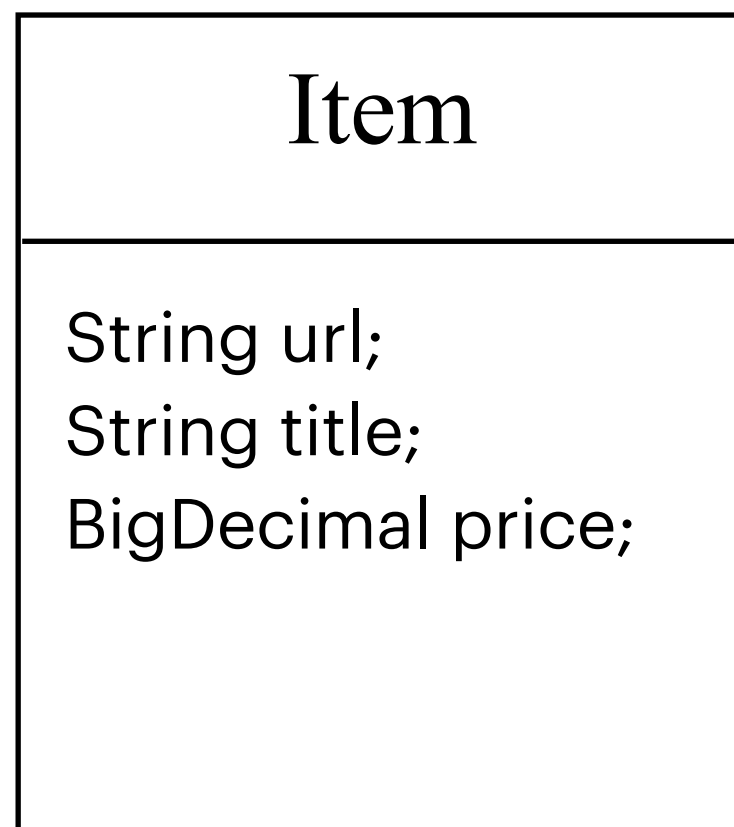 Item
String url;
String title;
BigDecimal price;